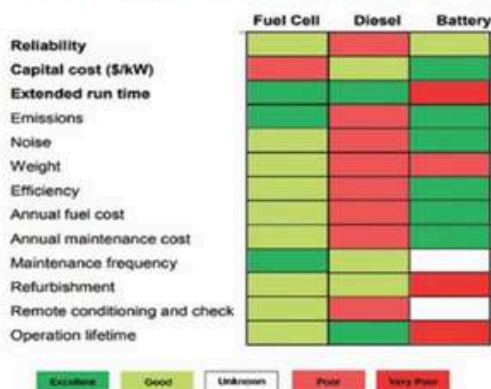 Fuel Cell Diesel Battery
Reliability
Capital cost ($/kW)
Extended run time
Emissions
Noise
Weight
Efficiency
Annual fuel cost
Annual maintenance cost
Maintenance frequency
Refurbishment
Remote conditioning and check
Operation lifetime
Excellent Good Unknown Poor Very Poor